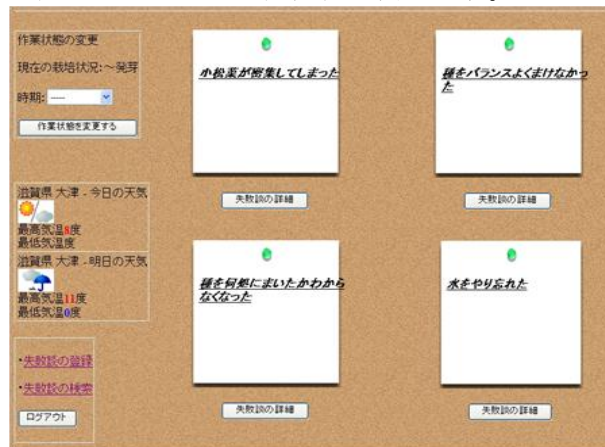 作業状態の変更
現在の栽培状況:～発芽
時期: ----
作業状態を変更する
滋賀県 大津 - 今日の天気
最高気温8度
最低気温度
滋賀県 大津 - 明日の天気
最高気温11度
最低気温0度
・失敗談の登録
・失敗談の検索
ログアウト
小松菜が密集してしまった
失敗談の詳細
種をバランスよくまけなかっ
た
失敗談の詳細
種を何処にまいたかわから
なくなった
失敗談の詳細
水をやり忘れた
失敗談の詳細